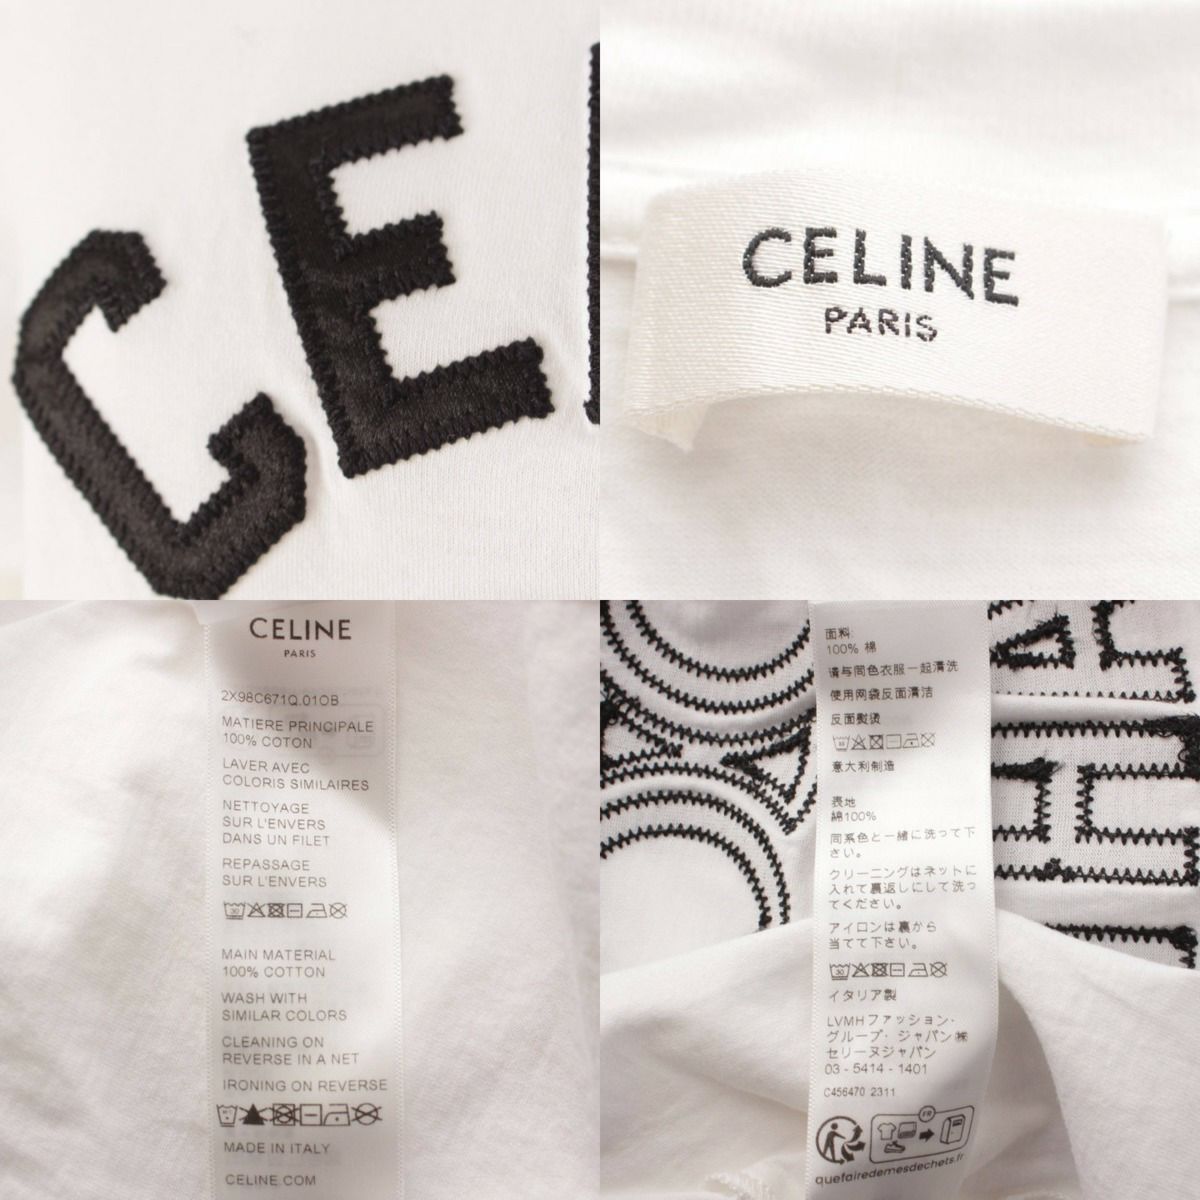 CE
CELINE
PARIS
CELINE
PARIS
2X98C671Q.01OB
MATIERE PRINCIPALE
100% COTON
LAVER AVEC
COLORIS SIMILAIRES
NETTOYAGE
SUR L'ENVERS
DANS UN FILET
REPASSAGE
SUR L'ENVERS
MAIN MATERIAL
100% COTTON
WASH WITH
SIMILAR COLORS
CLEANING ON
REVERSE IN A NET
IRONING ON REVERSE
MADE IN ITALY
CELINE.COM
面料
100% 棉
请与同色衣服一起清洗
使用网袋反面清洁
反面熨烫
意大利制造
表地
綿100%
同系色と一緒に洗って下
さい。
クリーニングはネットに
入れて裏返しにして洗っ
てください。
アイロンは裏から
当てて下さい。
イタリア製
LVMHファッション・
グループ・ジャパン㈱
セリーヌジャパン
03 - 5414 - 1401
C456470 2311
FR
quefairedemesdechets.fr